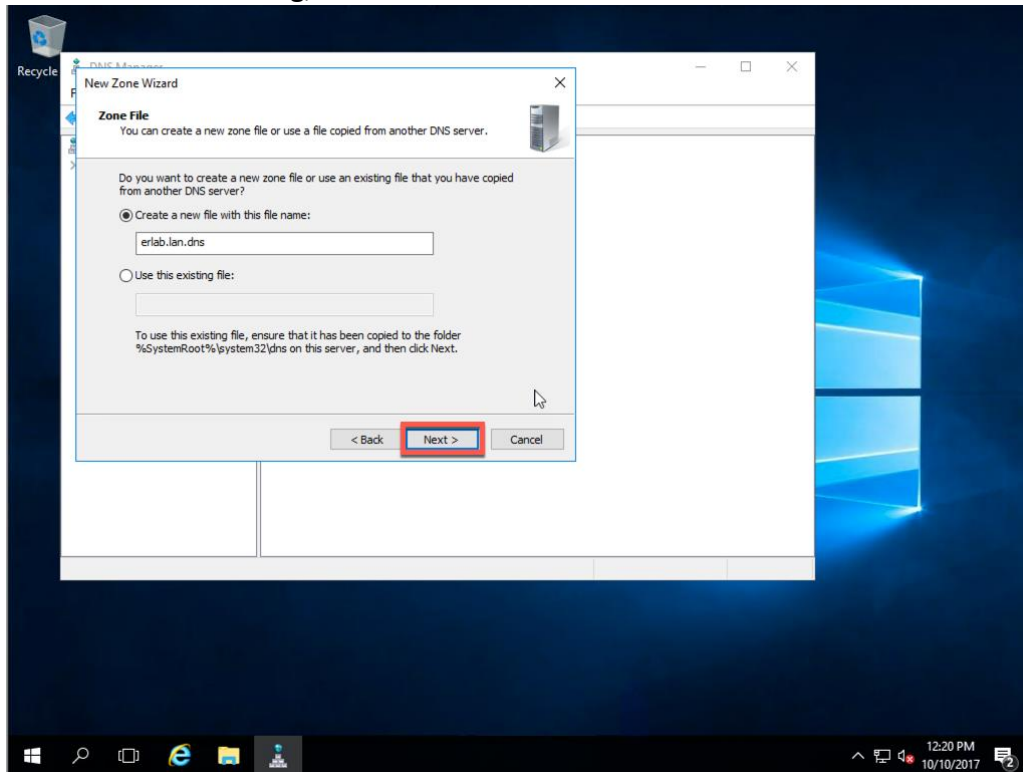 Recycle
DNS Manager
New Zone Wizard
Zone File
You can create a new zone file or use a file copied from another DNS server.
Do you want to create a new zone file or use an existing file that you have copied
from another DNS server?
Create a new file with this file name:
erlab.lan.dns
Use this existing file:
To use this existing file, ensure that it has been copied to the folder
%SystemRoot%\system32\dns on this server, and then click Next.
< Back Next > Cancel
12:20 PM
10/10/2017
2